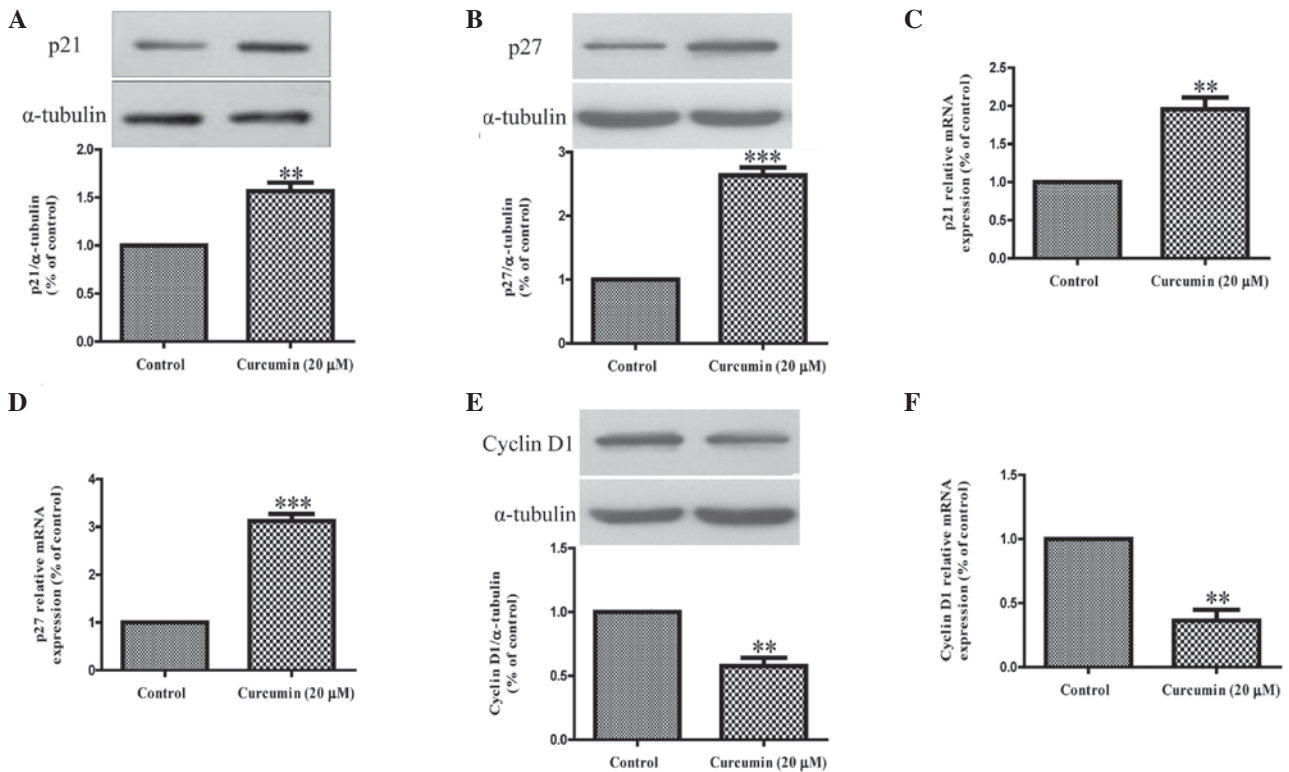 A
p21
α-tubulin
2.0
1.5
1.0
0.5
0.0
p21/α-tubulin
(% of control)
**
Control
Curcumin (20 μM)
B
p27
α-tubulin
3
2
1
0
p27/α-tubulin
(% of control)
***
Control
Curcumin (20 μM)
C
2.5
2.0
1.5
1.0
0.5
0.0
p21 relative mRNA
expression (% of control)
**
Control
Curcumin (20 μM)
D
4
3
2
1
0
p27 relative mRNA
expression (% of control)
***
Control
Curcumin (20 μM)
E
Cyclin D1
α-tubulin
1.5
1.0
0.5
0.0
Cyclin D1/α-tubulin
(% of control)
**
Control
Curcumin (20 μM)
F
1.5
1.0
0.5
0.0
Cyclin D1 relative mRNA
expression (% of control)
**
Control
Curcumin (20 μM)